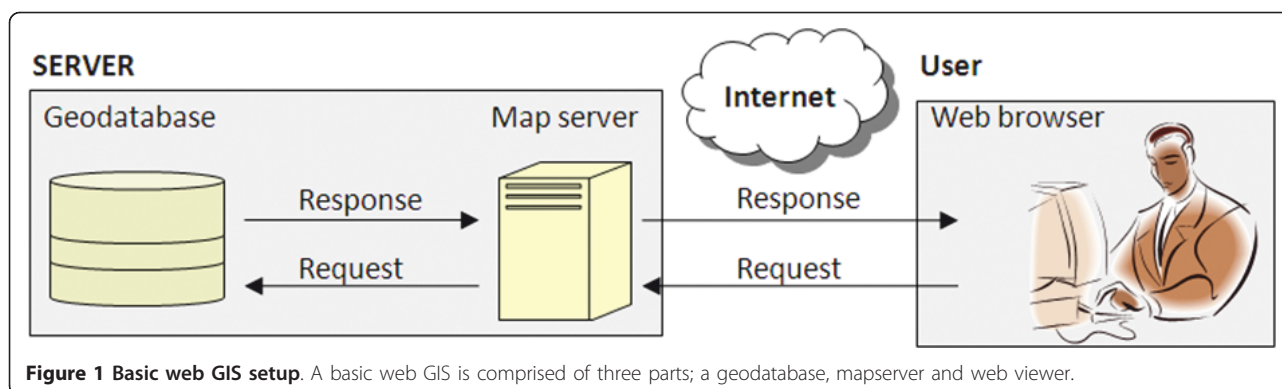 SERVER
Internet
User
Geodatabase
Map server
Web browser
Response
Response
Request
Request
Figure 1 Basic web GIS setup. A basic web GIS is comprised of three parts; a geodatabase, mapserver and web viewer.